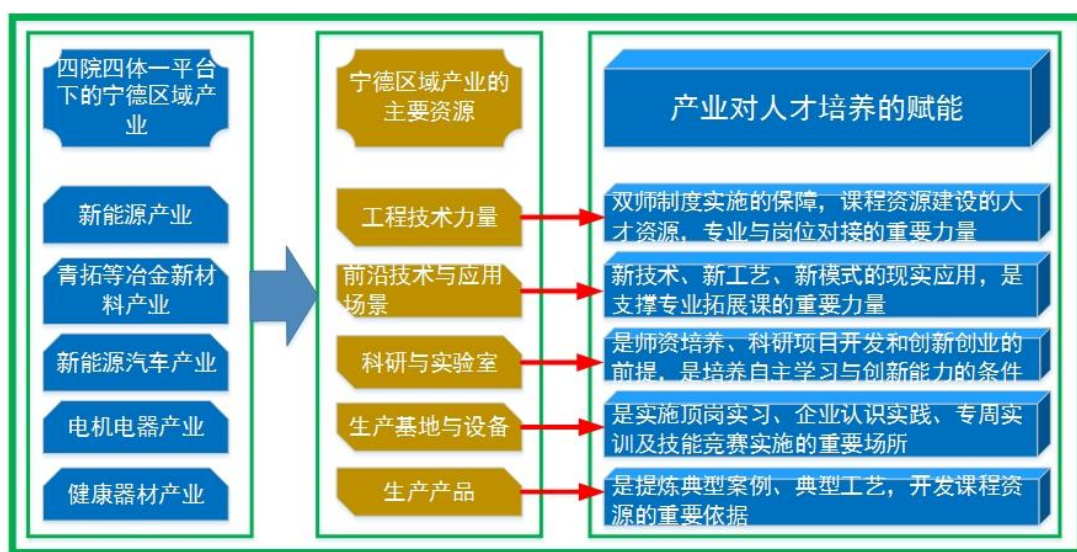 四院四体一平台
下的宁德区域产
业
宁德区域产业的
主要资源
产业对人才培养的赋能
新能源产业
工程技术力量
双师制度实施的保障，课程资源建设的人
才资源，专业与岗位对接的重要力量
青拓等冶金新材
料产业
前沿技术与应用
场景
新技术、新工艺、新模式的现实应用，是
支撑专业拓展课的重要力量
新能源汽车产业
科研与实验室
是师资培养、科研项目开发和创新创业的
前提，是培养自主学习与创新能力的条件
电机电器产业
生产基地与设备
是实施顶岗实习、企业认识实践、专周实
训及技能竞赛实施的重要场所
健康器材产业
生产产品
是提炼典型案例、典型工艺，开发课程资
源的重要依据